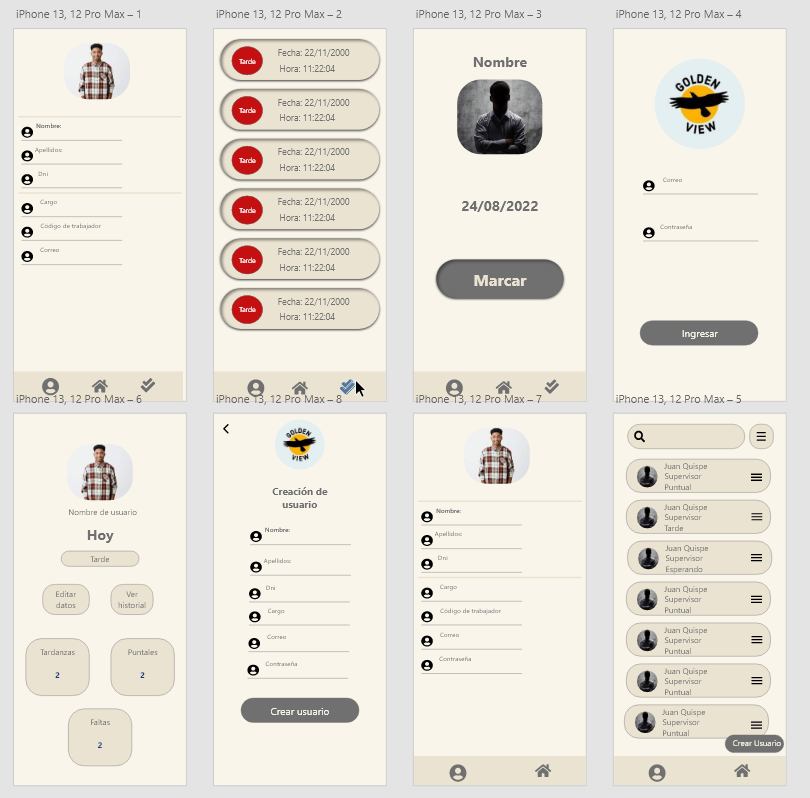 iPhone 13, 12 Pro Max – 1
Nombre:
Apellidos:
Dni
Cargo
Código de trabajador
Correo
iPhone 13, 12 Pro Max – 2
Tarde
Fecha: 22/11/2000
Hora: 11:22:04
Tarde
Fecha: 22/11/2000
Hora: 11:22:04
Tarde
Fecha: 22/11/2000
Hora: 11:22:04
Tarde
Fecha: 22/11/2000
Hora: 11:22:04
Tarde
Fecha: 22/11/2000
Hora: 11:22:04
Tarde
Fecha: 22/11/2000
Hora: 11:22:04
iPhone 13, 12 Pro Max – 3
Nombre
24/08/2022
Marcar
iPhone 13, 12 Pro Max – 4
GOLDEN
VIEW
Correo
Contraseña
Ingresar
iPhone 13, 12 Pro Max – 6
Nombre de usuario
Hoy
Tarde
Editar
datos
Ver
historial
Tardanzas
2
Puntales
2
Faltas
2
iPhone 13, 12 Pro Max – 8
GOLDEN
VIEW
Creación de
usuario
Nombre:
Apellidos:
Dni
Cargo
Correo
Contraseña
Crear usuario
iPhone 13, 12 Pro Max – 7
Nombre:
Apellidos:
Dni
Cargo
Código de trabajador
Correo
Contraseña
iPhone 13, 12 Pro Max – 5
Juan Quispe
Supervisor
Puntual
Juan Quispe
Supervisor
Tarde
Juan Quispe
Supervisor
Esperando
Juan Quispe
Supervisor
Puntual
Juan Quispe
Supervisor
Puntual
Juan Quispe
Supervisor
Puntual
Juan Quispe
Supervisor
Puntual
Crear Usuario